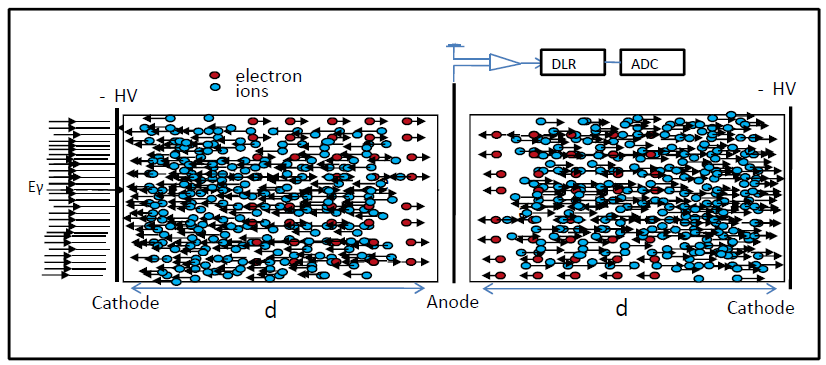 electron
ions
DLR
ADC
- HV
- HV
Eγ
Cathode
d
Anode
d
Cathode